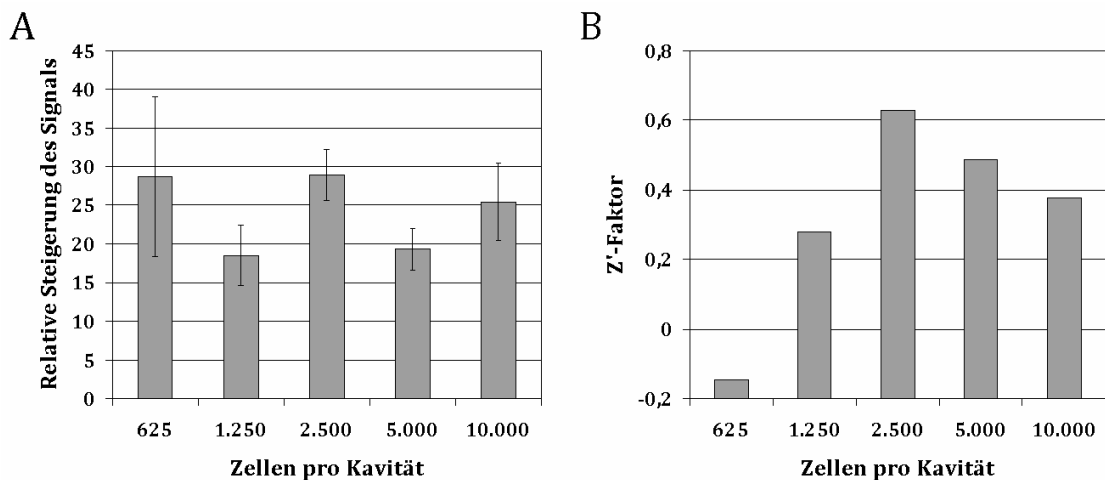 A
Relative Steigerung des Signals
45
40
35
30
25
20
15
10
5
0
625 1.250 2.500 5.000 10.000
Zellen pro Kavität
B
Z'-Faktor
0,8
0,6
0,4
0,2
0
-0,2
625 1.250 2.500 5.000 10.000
Zellen pro Kavität